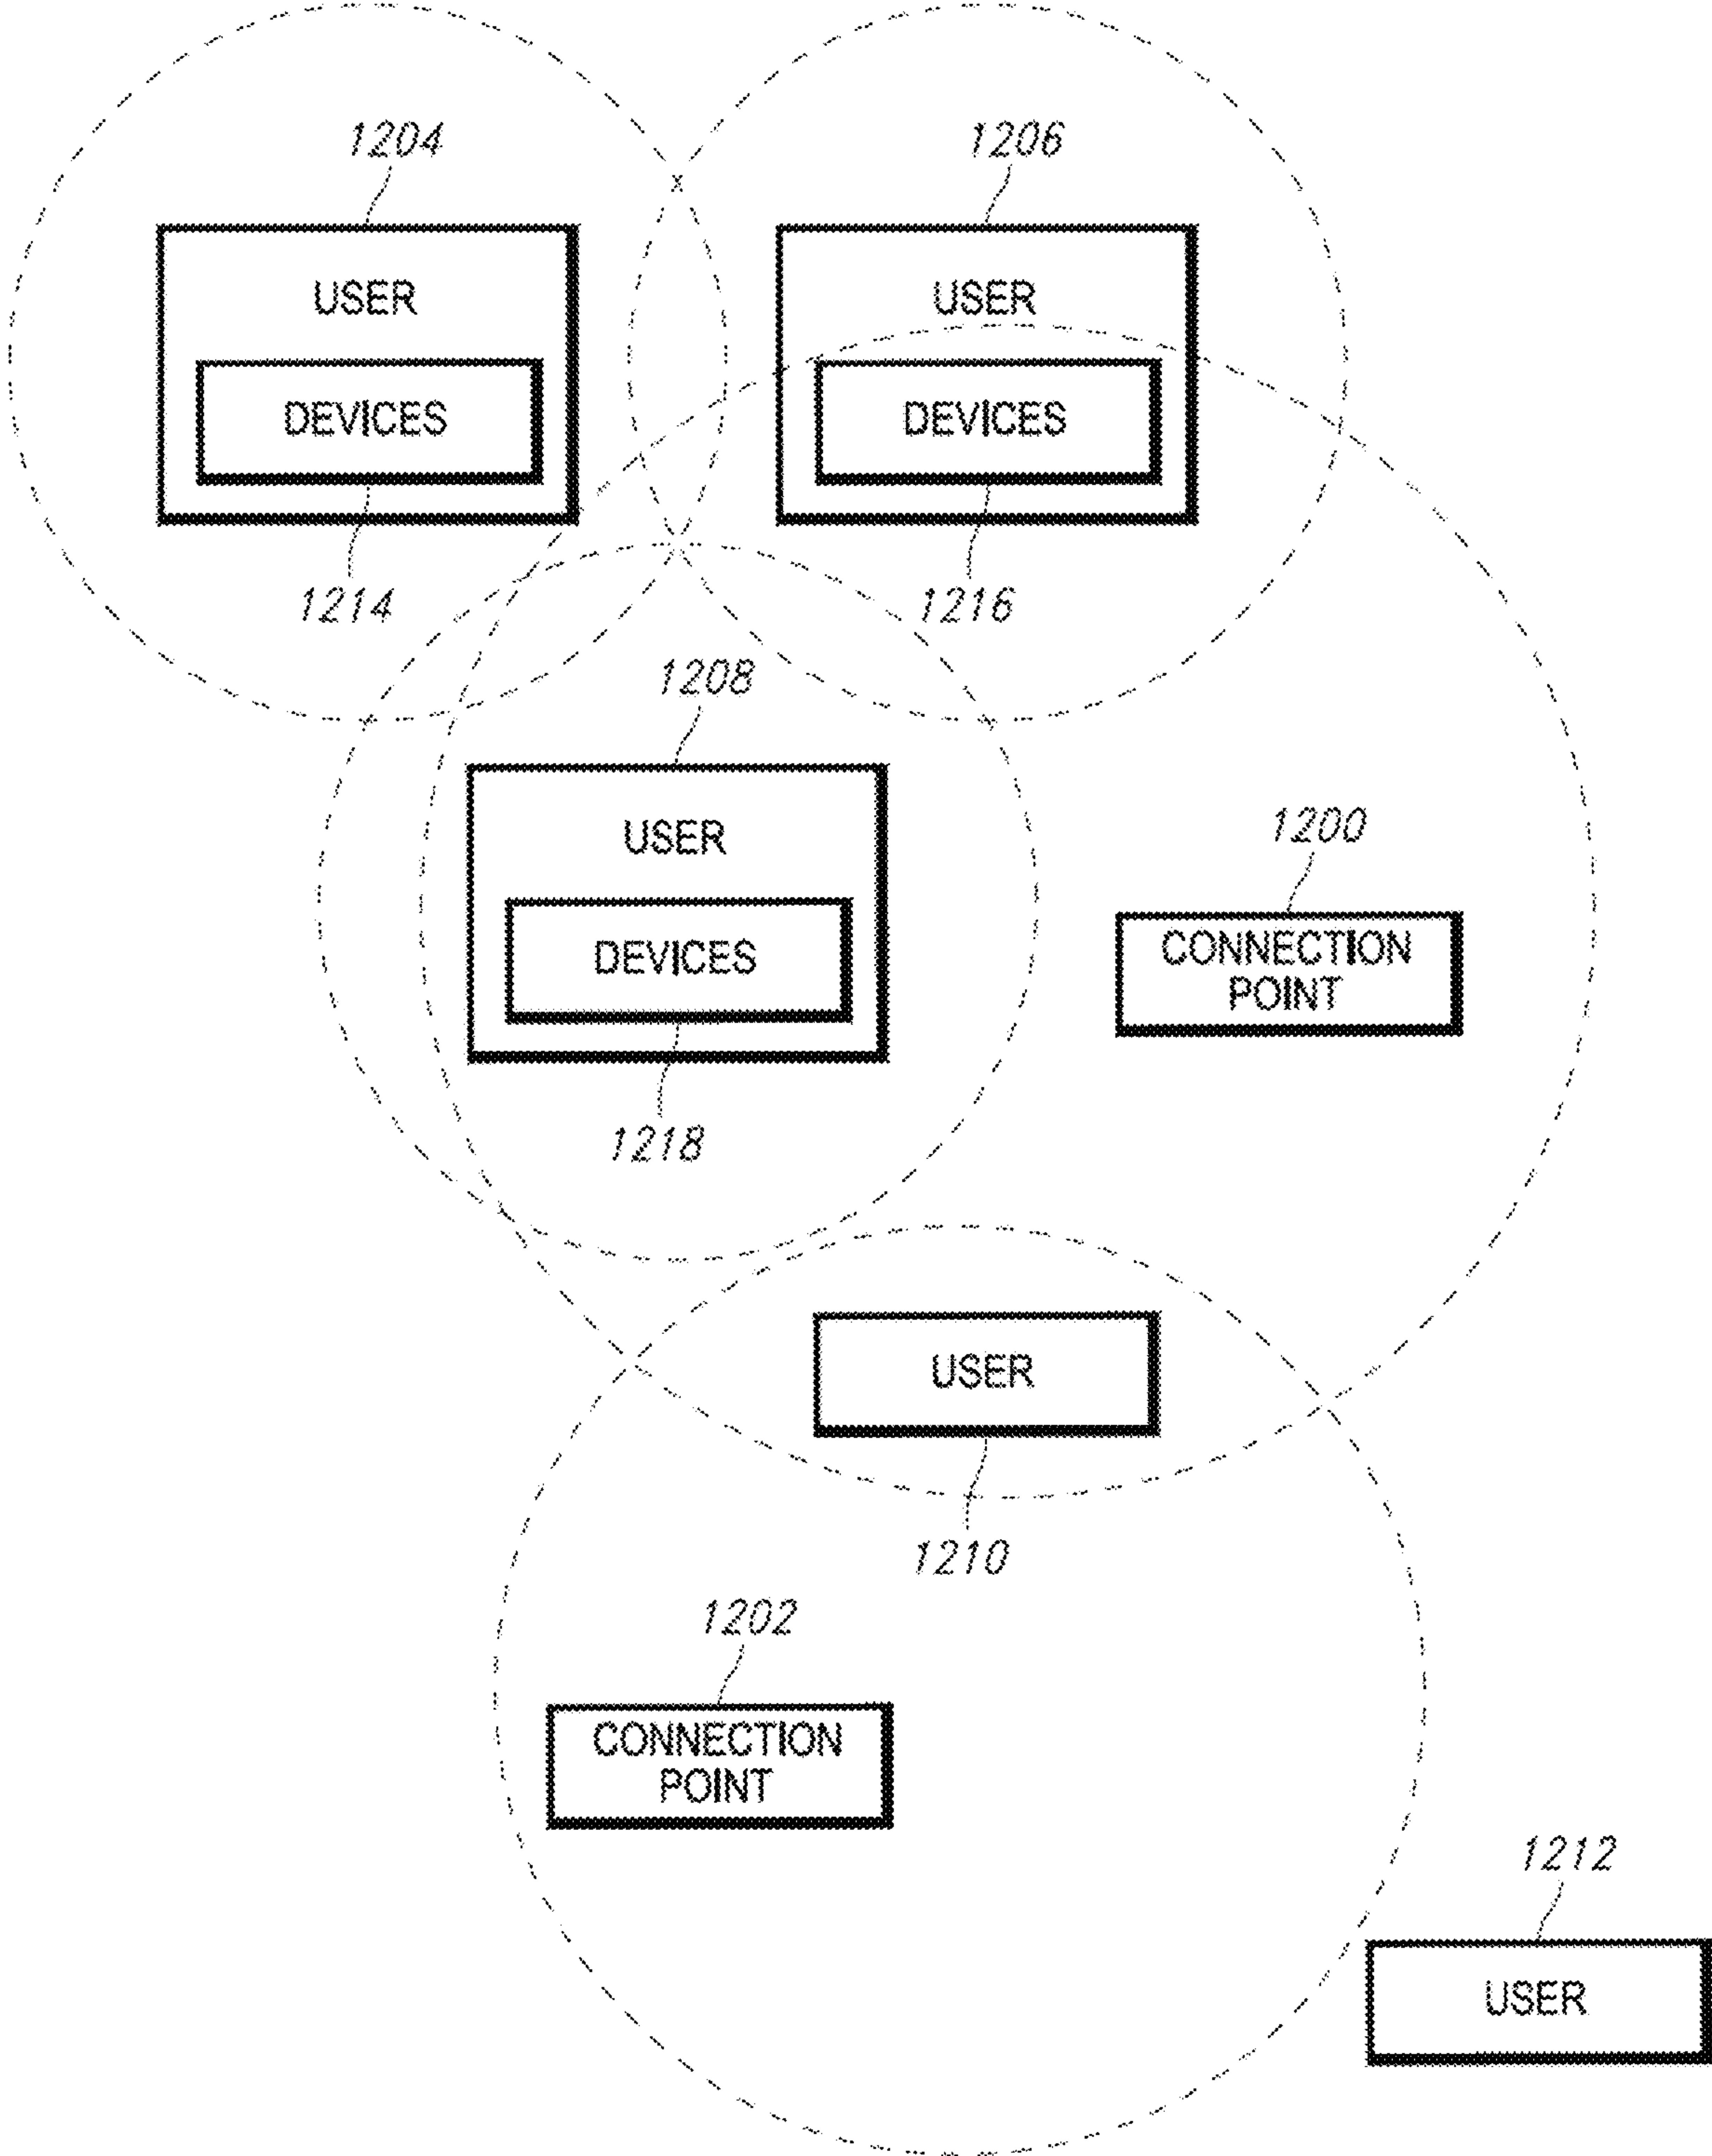 1204
1206
USER
USER
DEVICES
DEVICES
1214
1216
1208
USER
DEVICES
1218
1200
CONNECTION
POINT
USER
1210
1202
CONNECTION
POINT
1212
USER